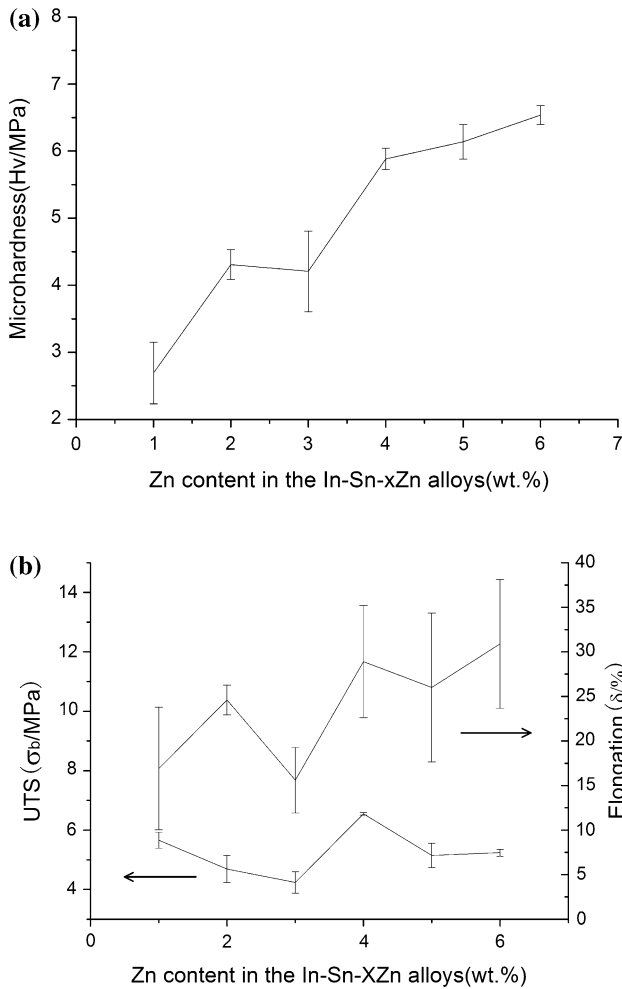 (a)
8
7
6
5
4
3
2
Microhardness(Hv/MPa)
0 1 2 3 4 5 6 7
Zn content in the In-Sn-xZn alloys(wt.%)
(b)
14
12
10
8
6
4
UTS(σb/MPa)
40
35
30
25
20
15
10
5
0
Elongation(δ/%)
0 2 4 6
Zn content in the In-Sn-XZn alloys(wt.%)